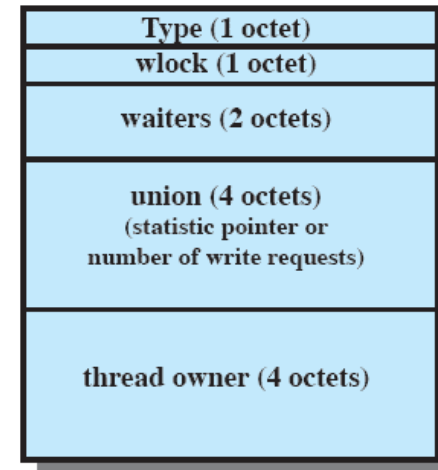 Type (1 octet)
wlock (1 octet)
waiters (2 octets)
union (4 octets)
(statistic pointer or
number of write requests)
thread owner (4 octets)